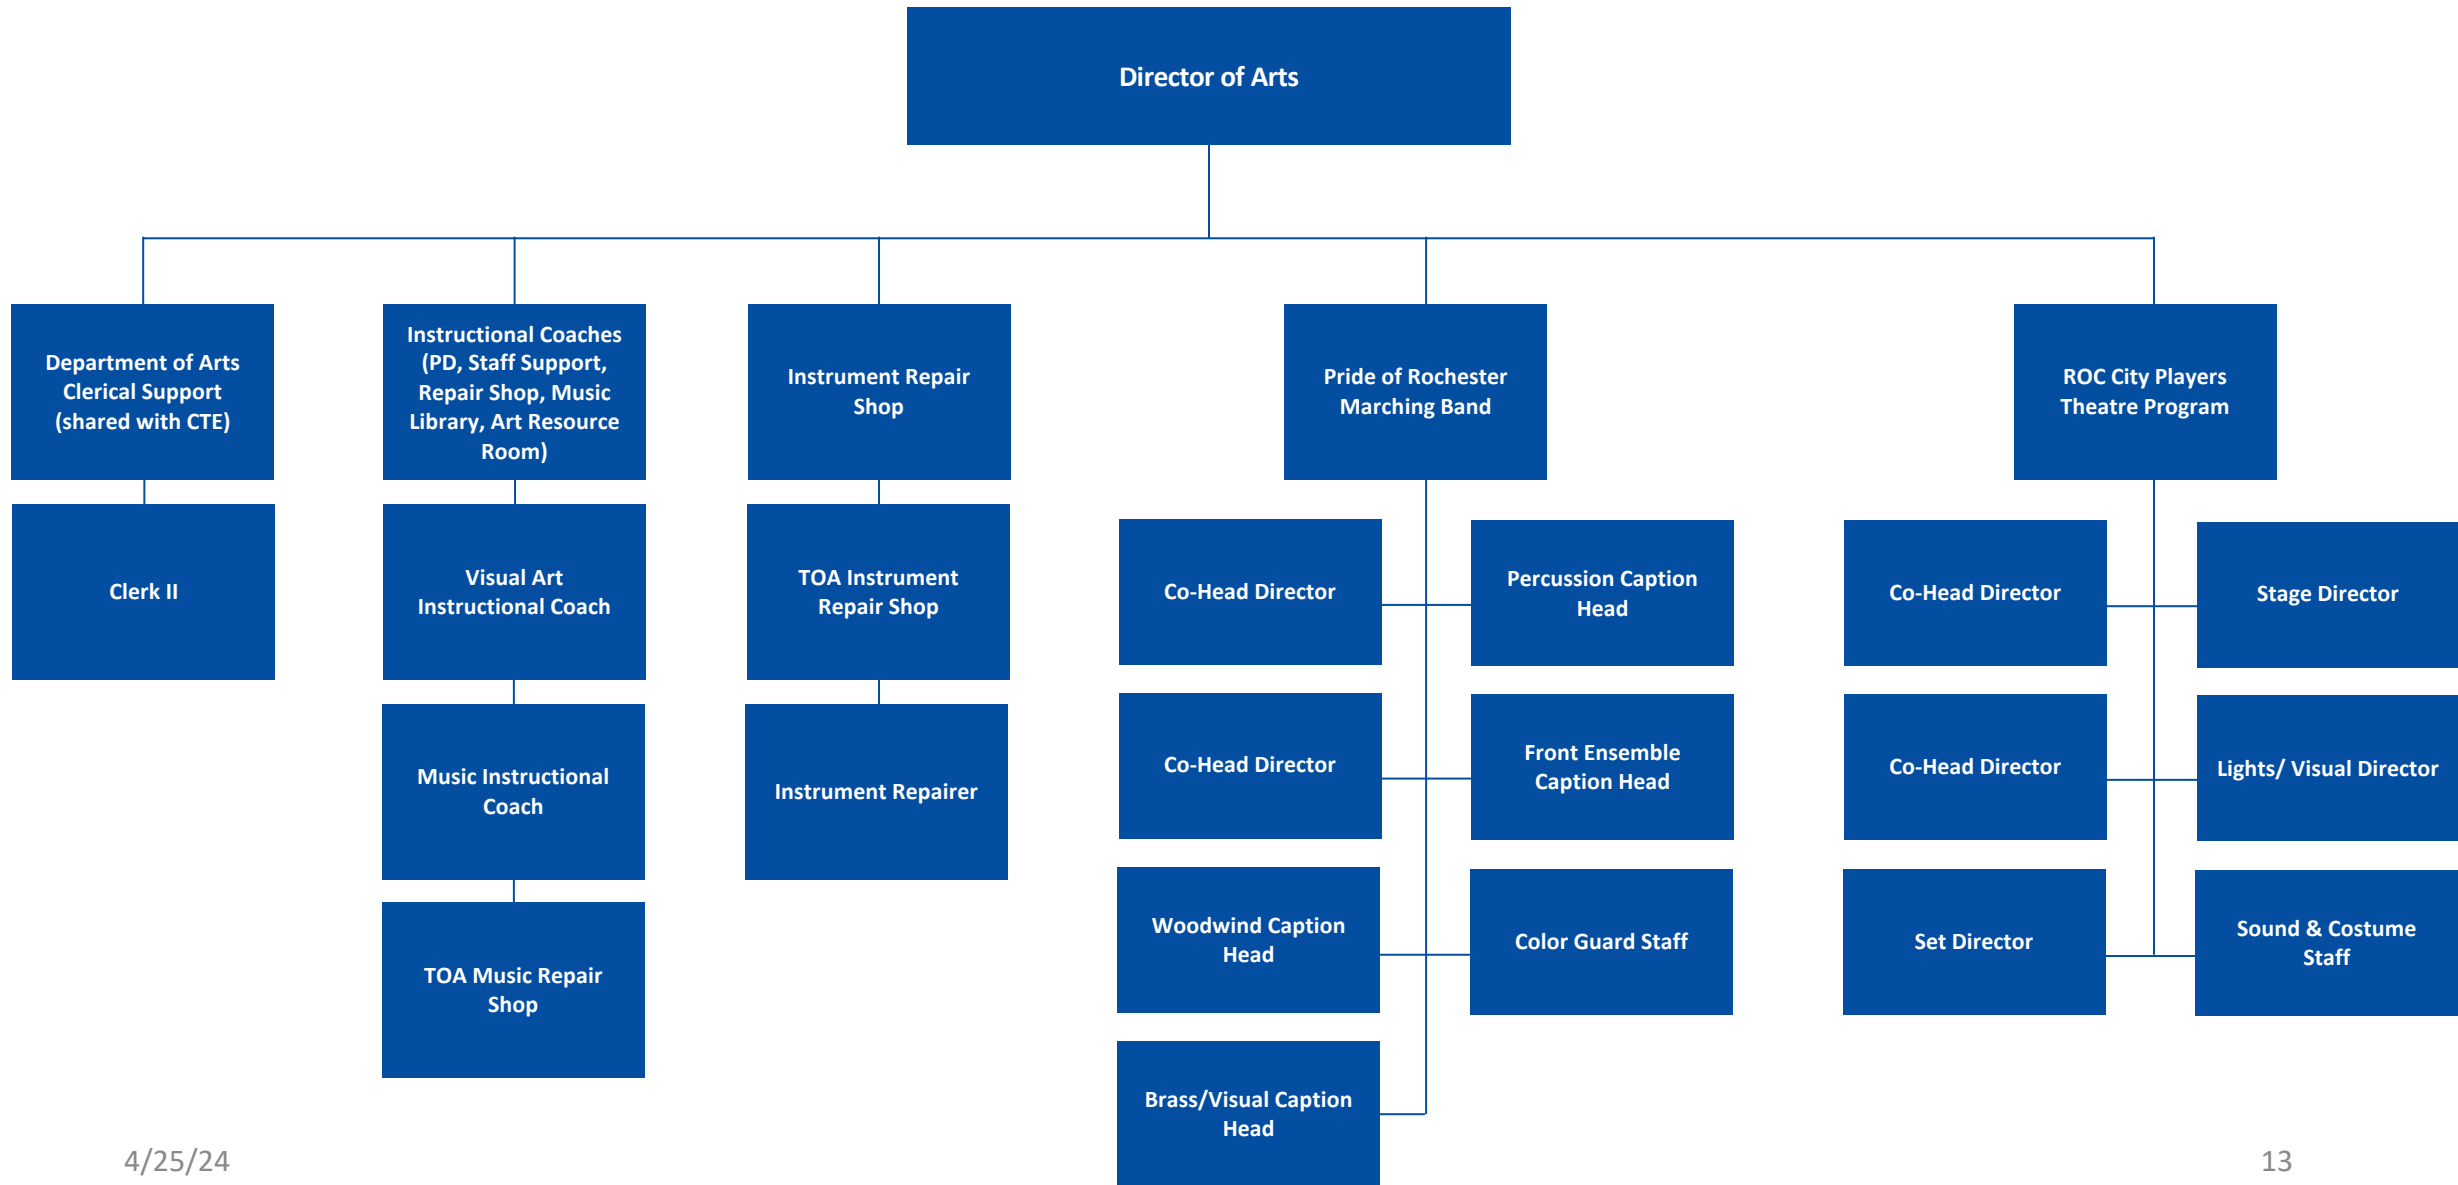 Director of Arts
Department of Arts
Clerical Support
(shared with CTE)
Instructional Coaches
(PD, Staff Support,
Repair Shop, Music
Library, Art Resource
Room)
Instrument Repair
Shop
Pride of Rochester
Marching Band
ROC City Players
Theatre Program
Clerk II
Visual Art
Instructional Coach
TOA Instrument
Repair Shop
Co-Head Director
Percussion Caption
Head
Co-Head Director
Stage Director
Music Instructional
Coach
Instrument Repairer
Co-Head Director
Front Ensemble
Caption Head
Co-Head Director
Lights/ Visual Director
TOA Music Repair
Shop
Woodwind Caption
Head
Color Guard Staff
Set Director
Sound & Costume
Staff
Brass/Visual Caption
Head
4/25/24
13